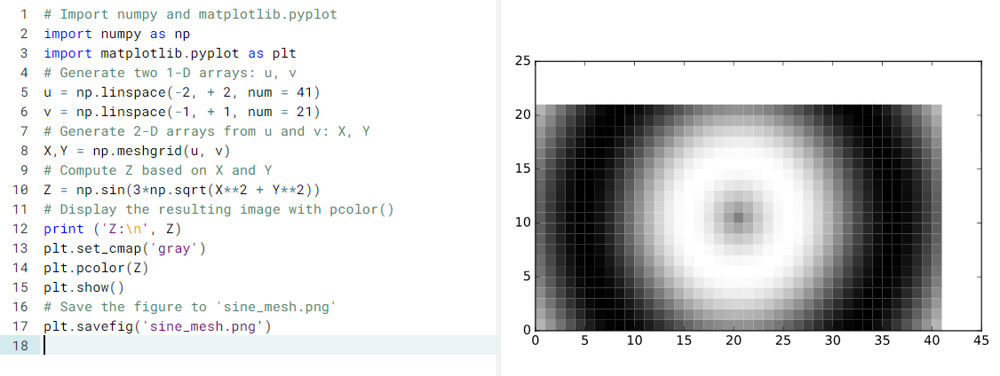 1 # Import numpy and matplotlib.pyplot
2 import numpy as np
3 import matplotlib.pyplot as plt
4 # Generate two 1-D arrays: u, v
5 u = np.linspace(-2, + 2, num = 41)
6 v = np.linspace(-1, + 1, num = 21)
7 # Generate 2-D arrays from u and v: X, Y
8 X,Y = np.meshgrid(u, v)
9 # Compute Z based on X and Y
10 Z = np.sin(3*np.sqrt(X**2 + Y**2))
11 # Display the resulting image with pcolor()
12 print ('Z:\n', Z)
13 plt.set_cmap('gray')
14 plt.pcolor(Z)
15 plt.show()
16 # Save the figure to 'sine_mesh.png'
17 plt.savefig('sine_mesh.png')
18
25
20
15
10
5
0
0 5 10 15 20 25 30 35 40 45